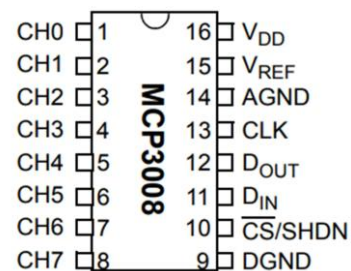 CH0 1 16 VDD
CH1 2 15 VREF
CH2 3 14 AGND
CH3 4 13 CLK
CH4 5 12 DOUT
CH5 6 11 DIN
CH6 7 10 C̅S̅/SHDN
CH7 8 9 DGND
MCP3008